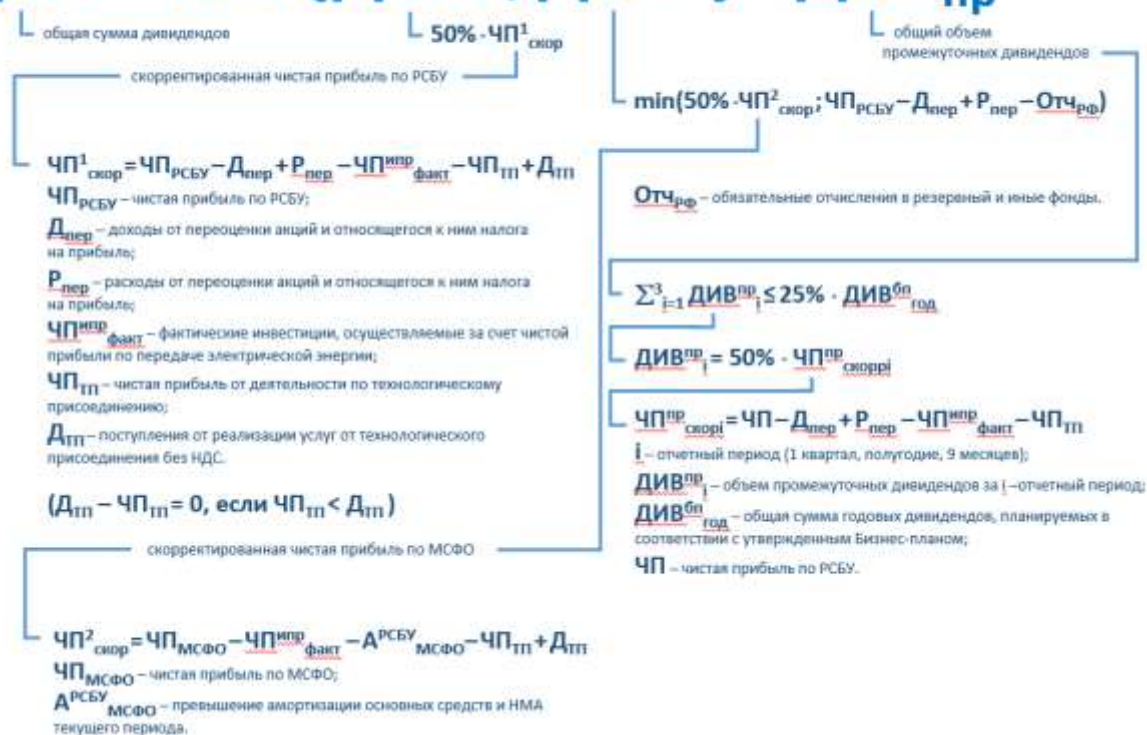 пр
общая сумма дивидендов
50% · ЧП¹скор
общий объем
промежуточных дивидендов
скорректированная чистая прибыль по РСБУ
min(50% ·ЧП²скор; ЧПРСБУ – Дпер + Рпер – ОтчРФ)
ЧП¹скор = ЧПРСБУ – Дпер + Рпер – ЧПипрфакт – ЧПТП + ДТП
ЧПРСБУ – чистая прибыль по РСБУ;
Дпер – доходы от переоценки акций и относящегося к ним налога
на прибыль;
Рпер – расходы от переоценки акций и относящегося к ним налога
на прибыль;
ЧПипрфакт – фактические инвестиции, осуществляемые за счет чистой
прибыли по передаче электрической энергии;
ЧПТП – чистая прибыль от деятельности по технологическому
присоединению;
ДТП – поступления от реализации услуг от технологического
присоединения без НДС.
(ДТП – ЧПТП = 0, если ЧПТП < ДТП)
ОтчРФ – обязательные отчисления в резервный и иные фонды.
∑³i=1 ДИВпрi ≤ 25% · ДИВбпгод
ДИВпрi = 50% · ЧПпрскоррi
ЧПпрскорi = ЧП – Дпер + Рпер – ЧПипрфакт – ЧПТП
i – отчетный период (1 квартал, полугодие, 9 месяцев);
ДИВпрi – объем промежуточных дивидендов за i –отчетный период;
ДИВбпгод – общая сумма годовых дивидендов, планируемых в
соответствии с утвержденным Бизнес-планом;
ЧП – чистая прибыль по РСБУ.
скорректированная чистая прибыль по МСФО
ЧП²скор = ЧПМСФО – ЧПипрфакт – АРСБУМСФО – ЧПТП + ДТП
ЧПМСФО – чистая прибыль по МСФО;
АРСБУМСФО – превышение амортизации основных средств и НМА
текущего периода.